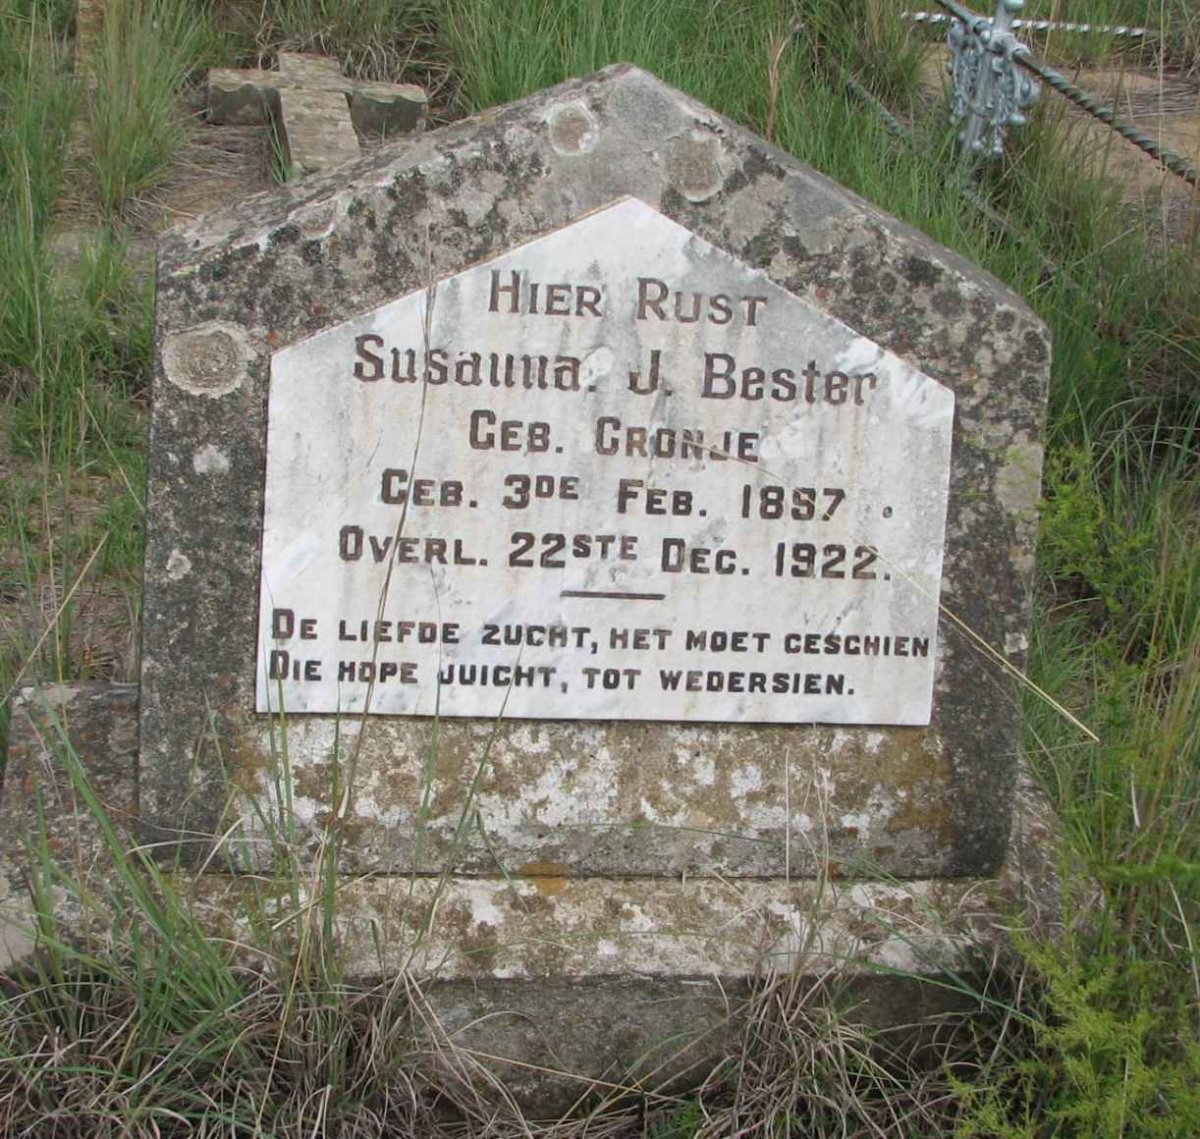 HIER RUST
Susanna. J. Bester
GEB. CRONJE
GEB. 3DE FEB. 1897.
OVERL. 22STE DEC. 1922.
DE LIEFDE ZUCHT, HET MOET GESCHIEN
DIE HOPE JUICHT, TOT WEDERSIEN.